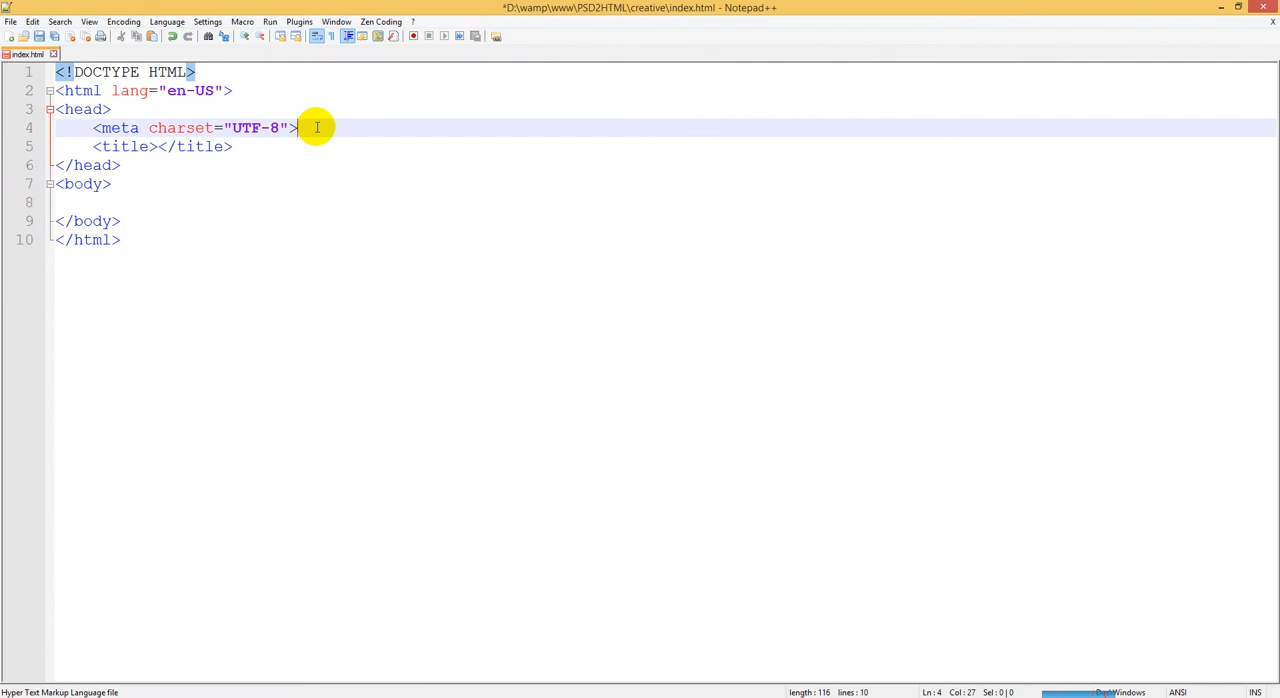 *D:\wamp\www\PSD2HTML\creative\index.html - Notepad++
File Edit Search View Encoding Language Settings Macro Run Plugins Window Zen Coding ? X
index.html
1 <!DOCTYPE HTML>
2 <html lang="en-US">
3 <head>
4 <meta charset="UTF-8">
5 <title></title>
6 </head>
7 <body>
8
9 </body>
10 </html>
Hyper Text Markup Language file length : 116 lines : 10 Ln : 4 Col : 27 Sel : 0 | 0 Dos\Windows ANSI INS